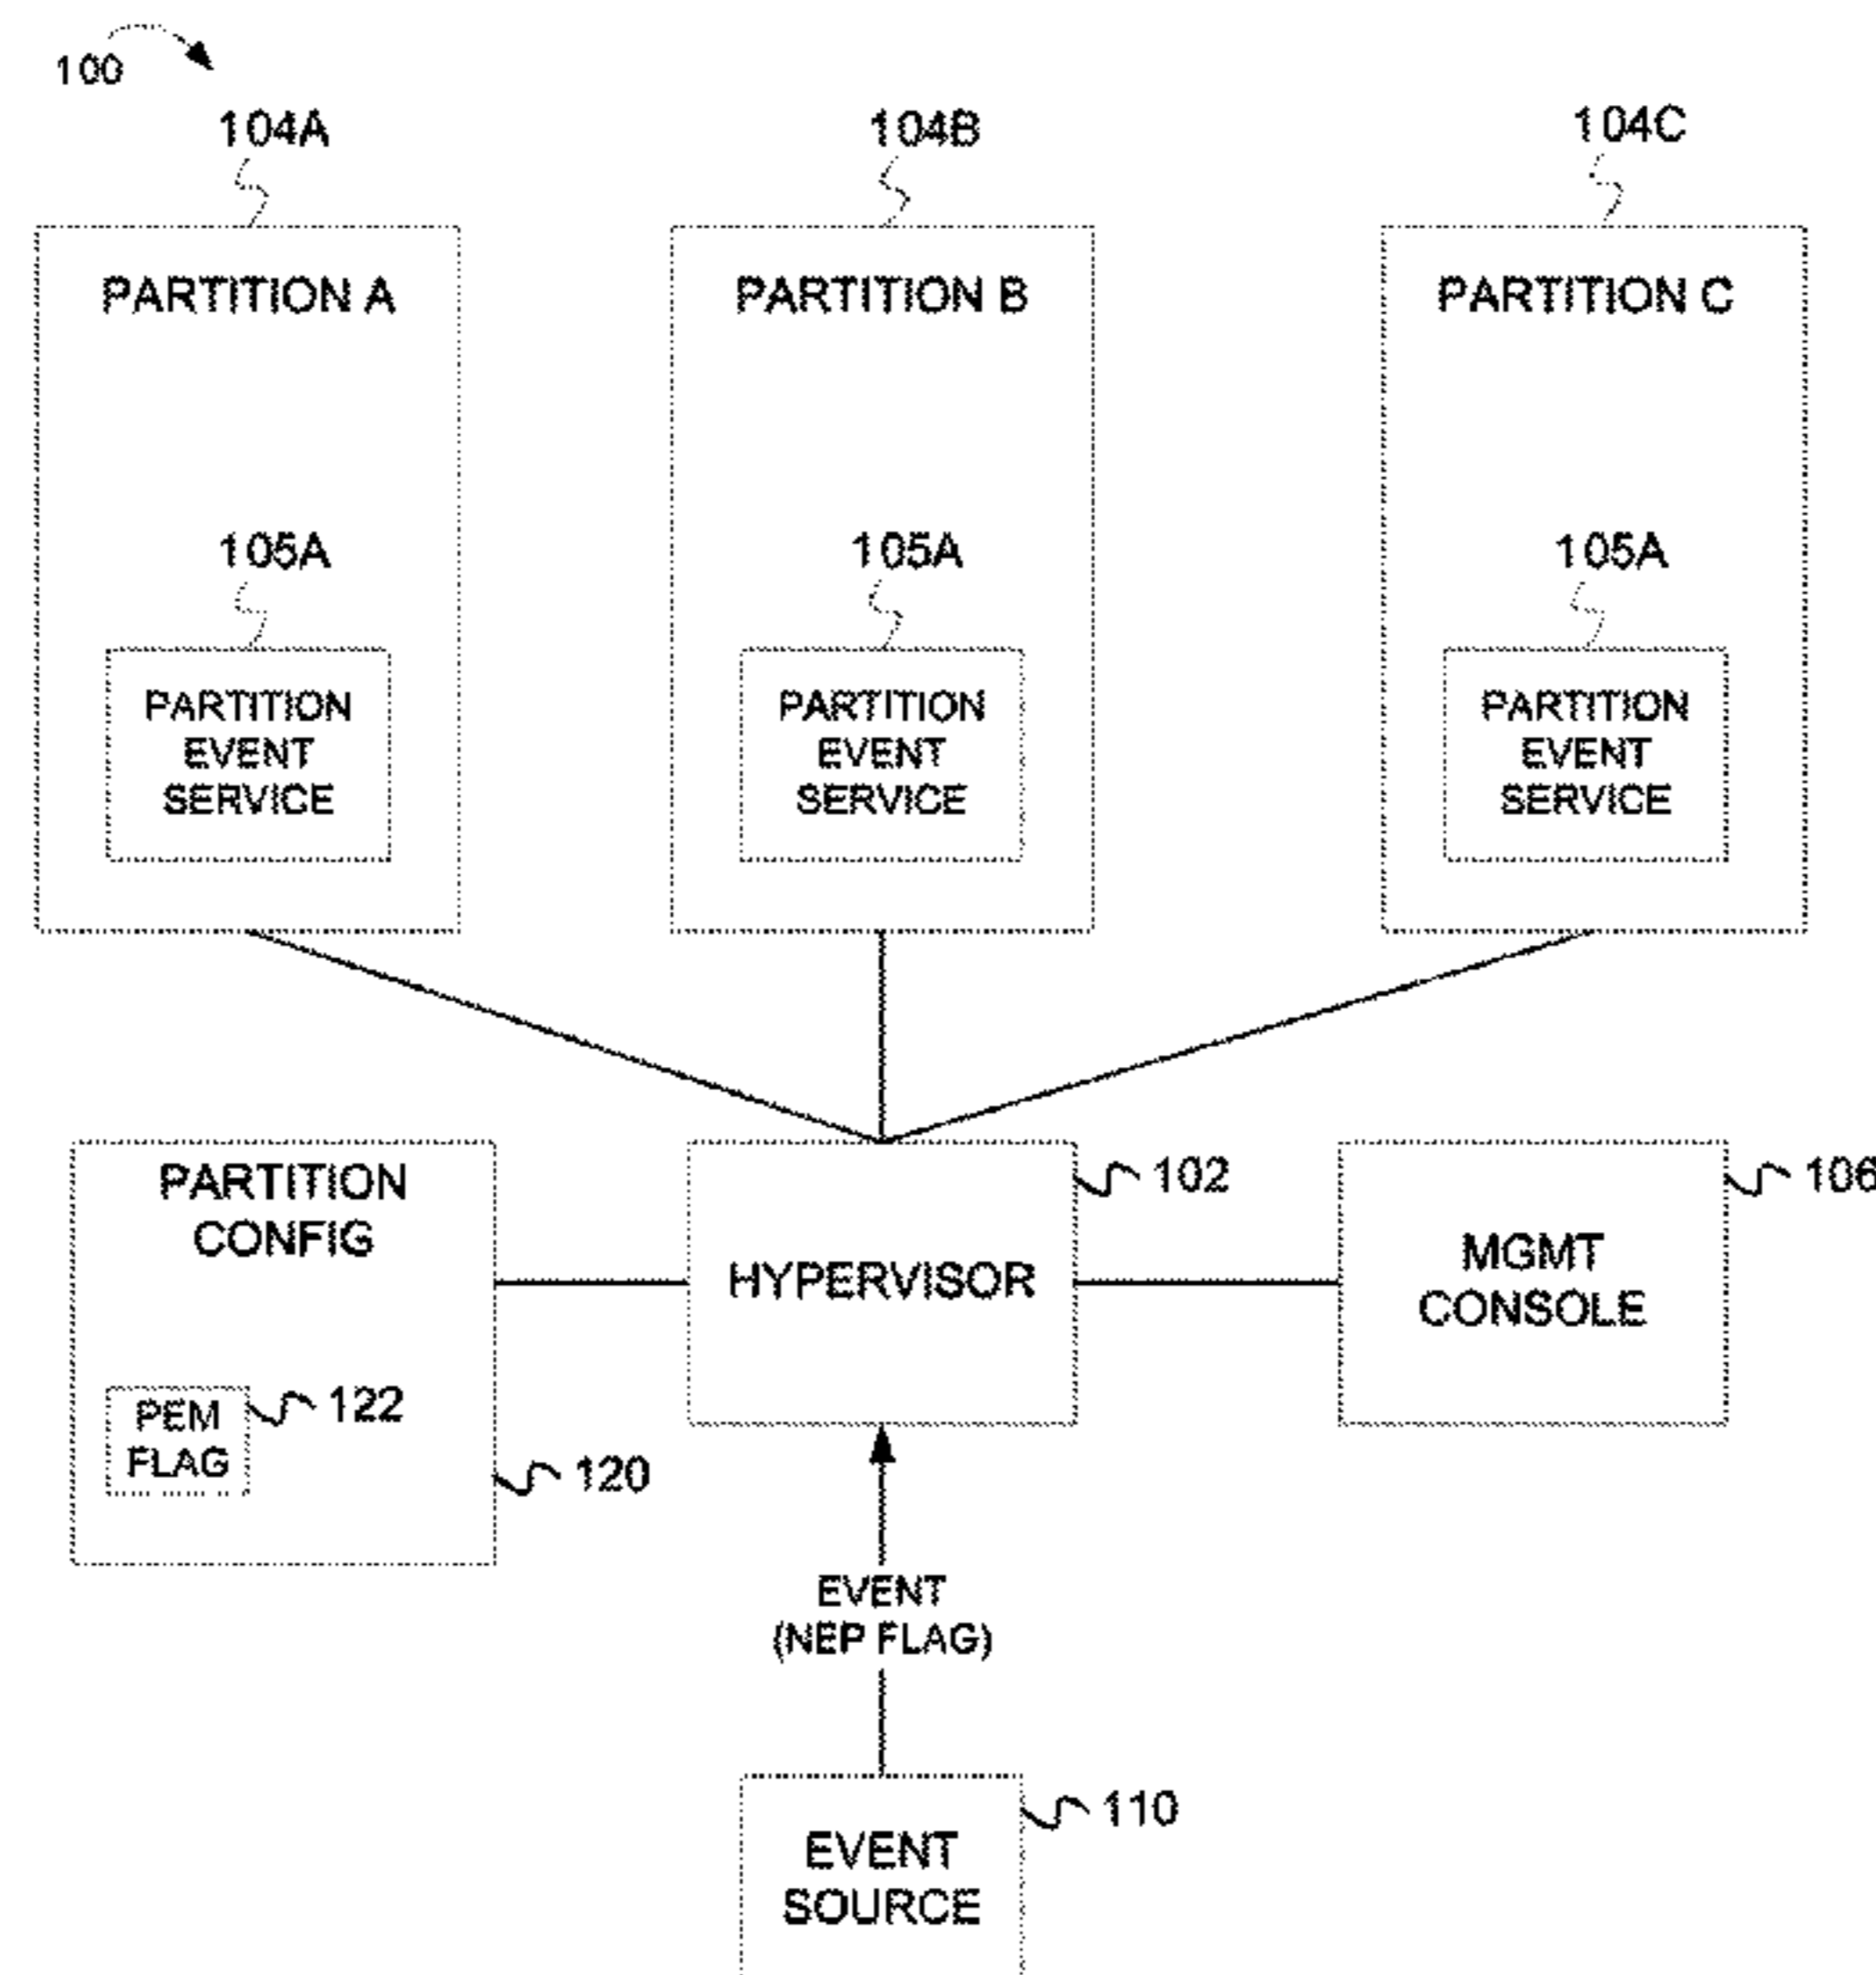 100
104A
104B
104C
PARTITION A
PARTITION B
PARTITION C
105A
105A
105A
PARTITION
EVENT
SERVICE
PARTITION
EVENT
SERVICE
PARTITION
EVENT
SERVICE
PARTITION
CONFIG
PEM
FLAG
122
120
HYPERVISOR
102
MGMT
CONSOLE
106
EVENT
(NEP FLAG)
EVENT
SOURCE
110